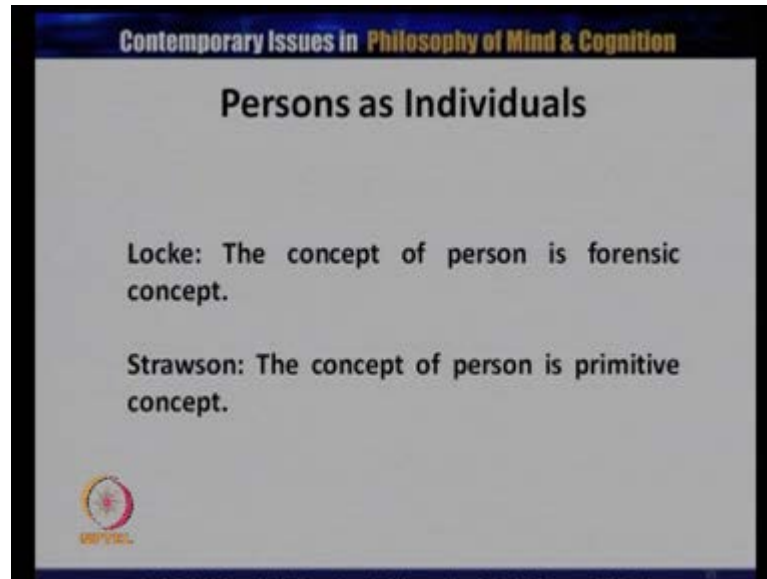 Contemporary Issues in Philosophy of Mind & Cognition
Persons as Individuals
Locke: The concept of person is forensic
concept.
Strawson: The concept of person is primitive
concept.
NPTEL